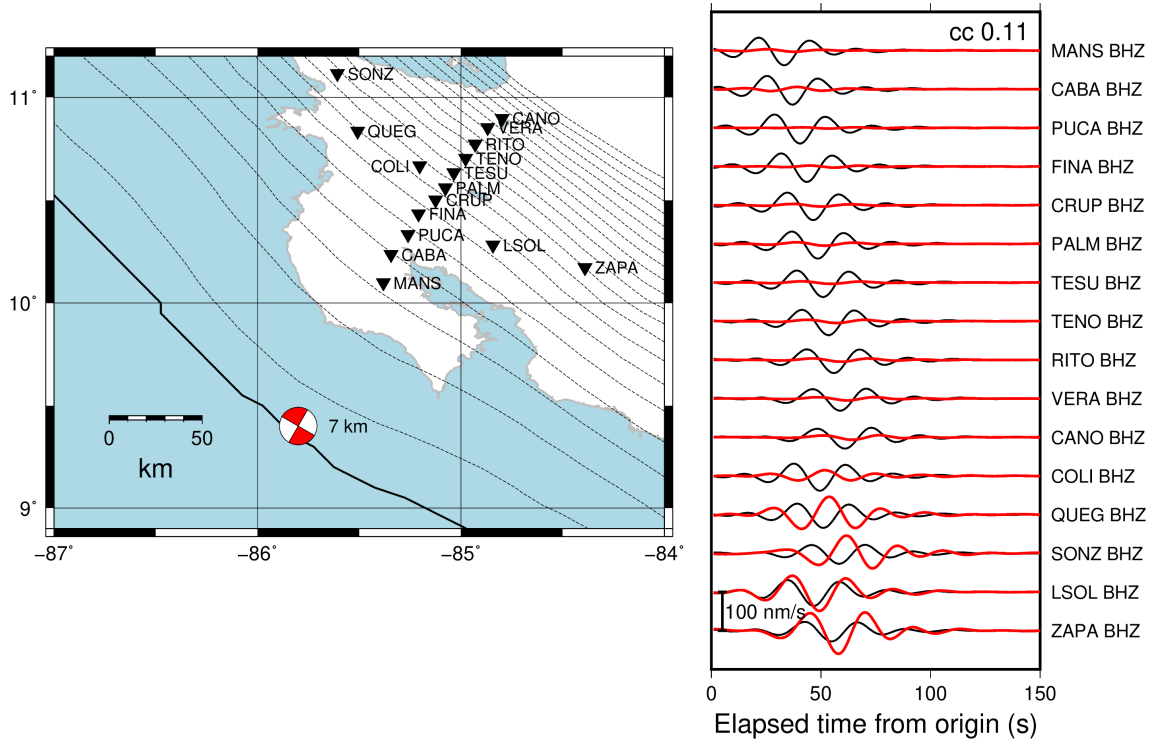 SONZ
11°
CANO
VERA
QUEG
RITO
TENO
COLI
TESU
PALM
CRUP
FINA
PUCA
LSOL
CABA
ZAPA
MANS
10°
7 km
0 50
km
9°
−87° −86° −85° −84°
cc 0.11
MANS BHZ
CABA BHZ
PUCA BHZ
FINA BHZ
CRUP BHZ
PALM BHZ
TESU BHZ
TENO BHZ
RITO BHZ
VERA BHZ
CANO BHZ
COLI BHZ
QUEG BHZ
SONZ BHZ
LSOL BHZ
100 nm/s
ZAPA BHZ
0 50 100 150
Elapsed time from origin (s)